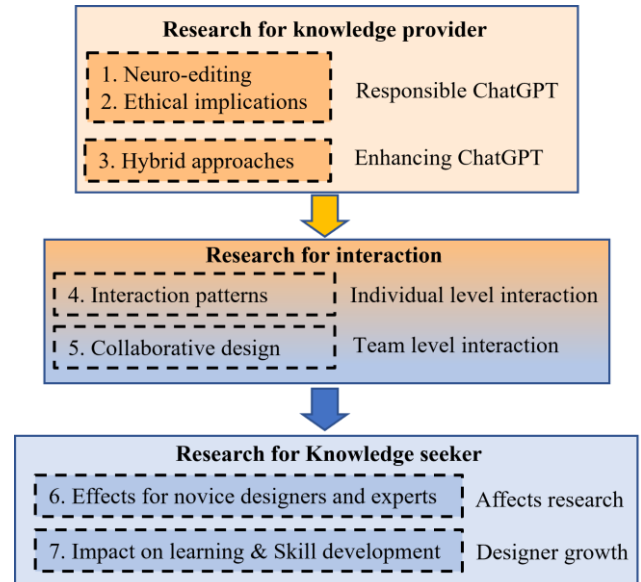 Research for knowledge provider
1. Neuro-editing
2. Ethical implications
Responsible ChatGPT
3. Hybrid approaches
Enhancing ChatGPT
Research for interaction
4. Interaction patterns
Individual level interaction
5. Collaborative design
Team level interaction
Research for Knowledge seeker
6. Effects for novice designers and experts
Affects research
7. Impact on learning & Skill development
Designer growth